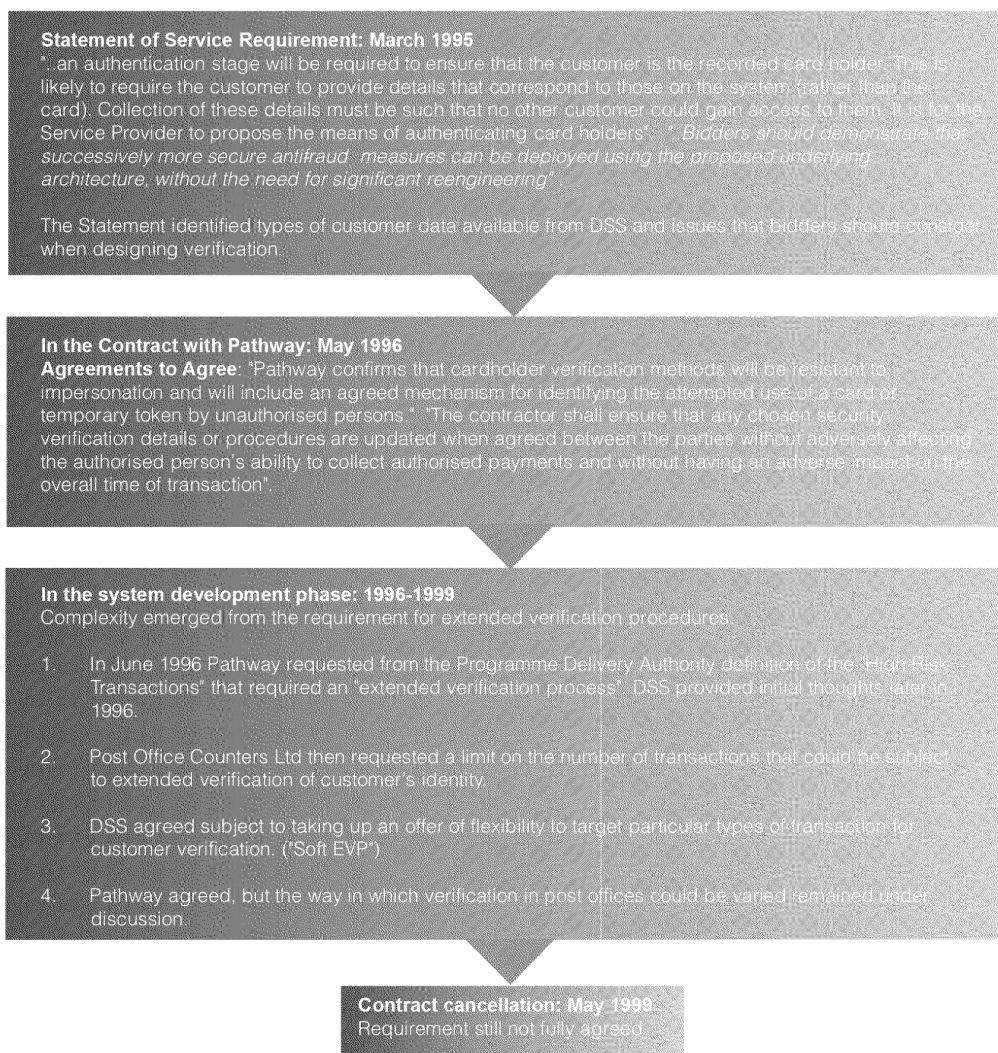 Statement of Service Requirement: March 1995
"..an authentication stage will be required to ensure that the customer is the recorded card holder. This is
likely to require the customer to provide details that correspond to those on the system (rather than the
card). Collection of these details must be such that no other customer could gain access to them. It is for the
Service Provider to propose the means of authenticating card holders". ".. Bidders should demonstrate that
successively more secure antifraud measures can be deployed using the proposed underlying
architecture, without the need for significant reengineering" .
The Statement identified types of customer data available from DSS and issues that bidders should consider
when designing verification.
In the Contract with Pathway: May 1996
Agreements to Agree: "Pathway confirms that cardholder verification methods will be resistant to
impersonation and will include an agreed mechanism for identifying the attempted use of a card or
temporary token by unauthorised persons." "The contractor shall ensure that any chosen security
verification details or procedures are updated when agreed between the parties without adversely affecting
the authorised person's ability to collect authorised payments and without having an adverse impact on the
overall time of transaction".
In the system development phase: 1996-1999
Complexity emerged from the requirement for extended verification procedures.
1. In June 1996 Pathway requested from the Programme Delivery Authority definition of the "High Risk
Transactions" that required an "extended verification process". DSS provided initial thoughts later in
1996.
2. Post Office Counters Ltd then requested a limit on the number of transactions that could be subject
to extended verification of customer's identity.
3. DSS agreed subject to taking up an offer of flexibility to target particular types of transaction for
customer verification. ("Soft EVP")
4. Pathway agreed, but the way in which verification in post offices could be varied remained under
discussion.
Contract cancellation: May 1999
Requirement still not fully agreed